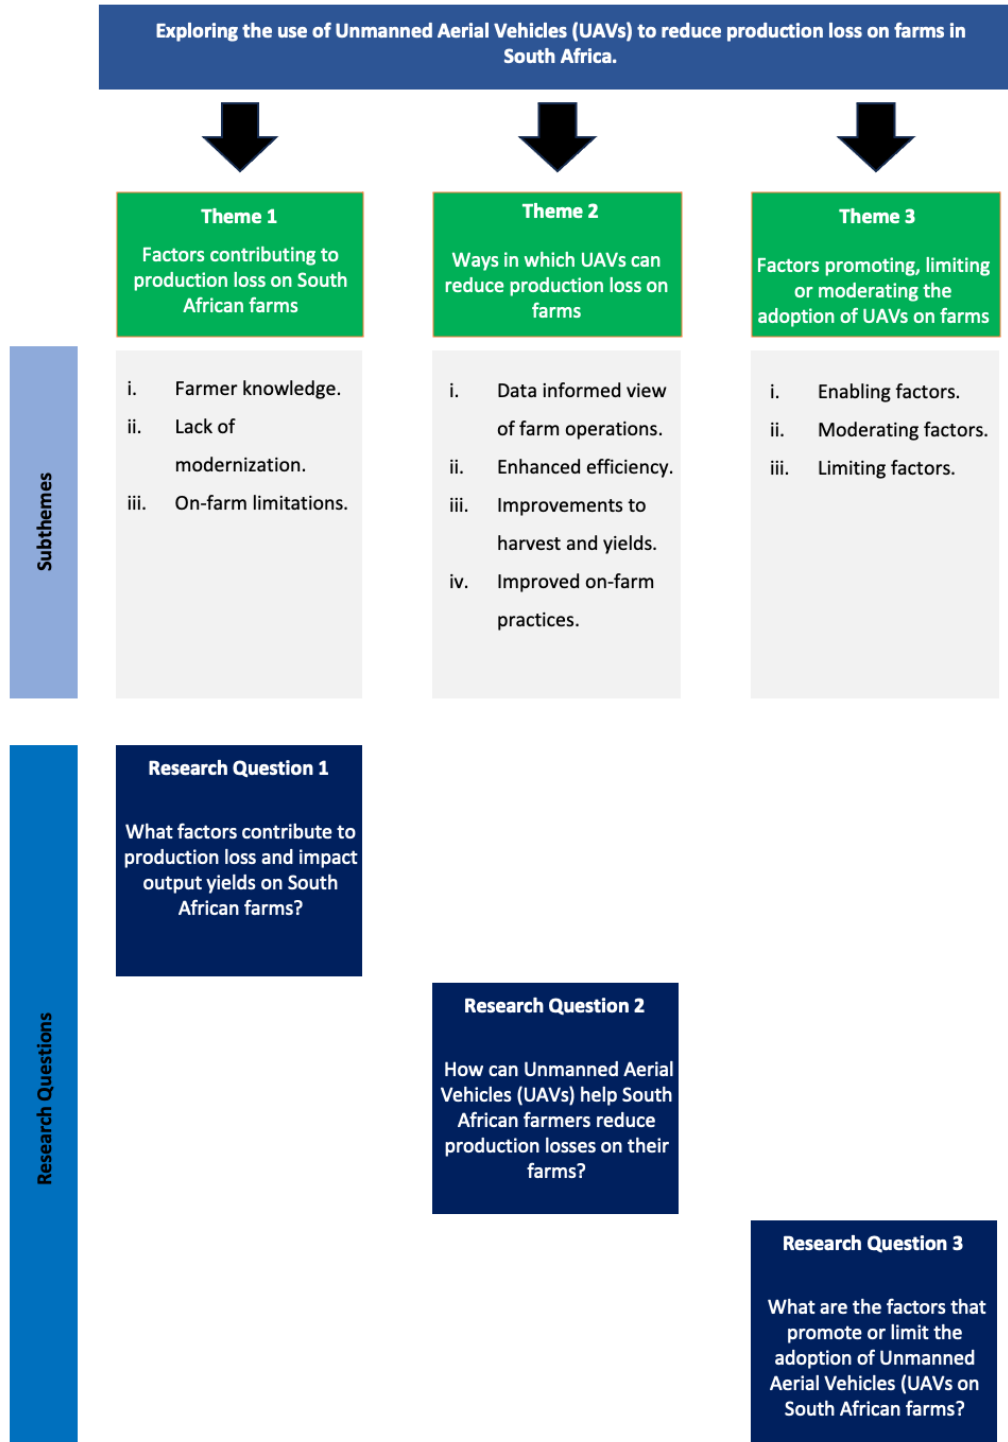 Exploring the use of Unmanned Aerial Vehicles (UAVs) to reduce production loss on farms in
South Africa.
Theme 1
Factors contributing to
production loss on South
African farms
Theme 2
Ways in which UAVs can
reduce production loss on
farms
Theme 3
Factors promoting, limiting
or moderating the
adoption of UAVs on farms
Subthemes
i. Farmer knowledge.
ii. Lack of
modernization.
iii. On-farm limitations.
i. Data informed view
of farm operations.
ii. Enhanced efficiency.
iii. Improvements to
harvest and yields.
iv. Improved on-farm
practices.
i. Enabling factors.
ii. Moderating factors.
iii. Limiting factors.
Research Questions
Research Question 1
What factors contribute to
production loss and impact
output yields on South
African farms?
Research Question 2
How can Unmanned Aerial
Vehicles (UAVs) help South
African farmers reduce
production losses on their
farms?
Research Question 3
What are the factors that
promote or limit the
adoption of Unmanned
Aerial Vehicles (UAVs on
South African farms?